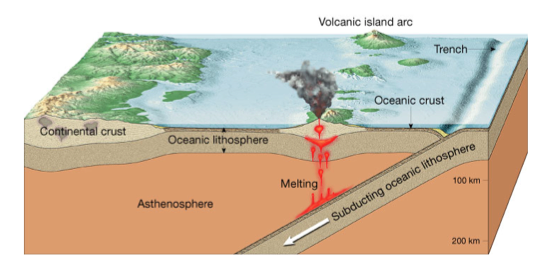 Volcanic island arc
Trench
Oceanic crust
Continental crust
Oceanic lithosphere
Subducting oceanic lithosphere
Melting
100 km
Asthenosphere
200 km